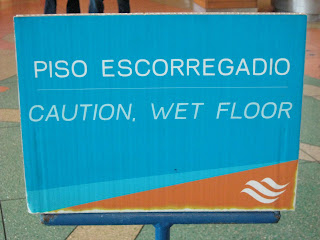 PISO ESCORREGADIO
CAUTION, WET FLOOR